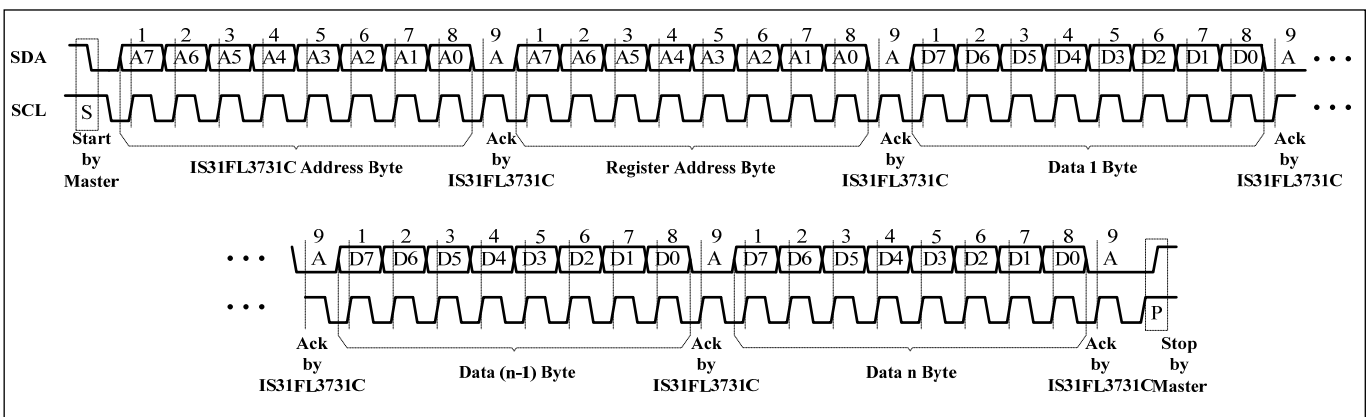 1 2 3 4 5 6 7 8 9 1 2 3 4 5 6 7 8 9 1 2 3 4 5 6 7 8 9
SDA A7 A6 A5 A4 A3 A2 A1 A0 A A7 A6 A5 A4 A3 A2 A1 A0 A D7 D6 D5 D4 D3 D2 D1 D0 A • • •
SCL S • • •
Start by Master
IS31FL3731C Address Byte
Ack by IS31FL3731C
Register Address Byte
Ack by IS31FL3731C
Data 1 Byte
Ack by IS31FL3731C
9 1 2 3 4 5 6 7 8 9 1 2 3 4 5 6 7 8 9
• • • A D7 D6 D5 D4 D3 D2 D1 D0 A D7 D6 D5 D4 D3 D2 D1 D0 A
• • • P
Ack by IS31FL3731C
Data (n-1) Byte
Ack by IS31FL3731C
Data n Byte
Ack by IS31FL3731C
Stop by Master